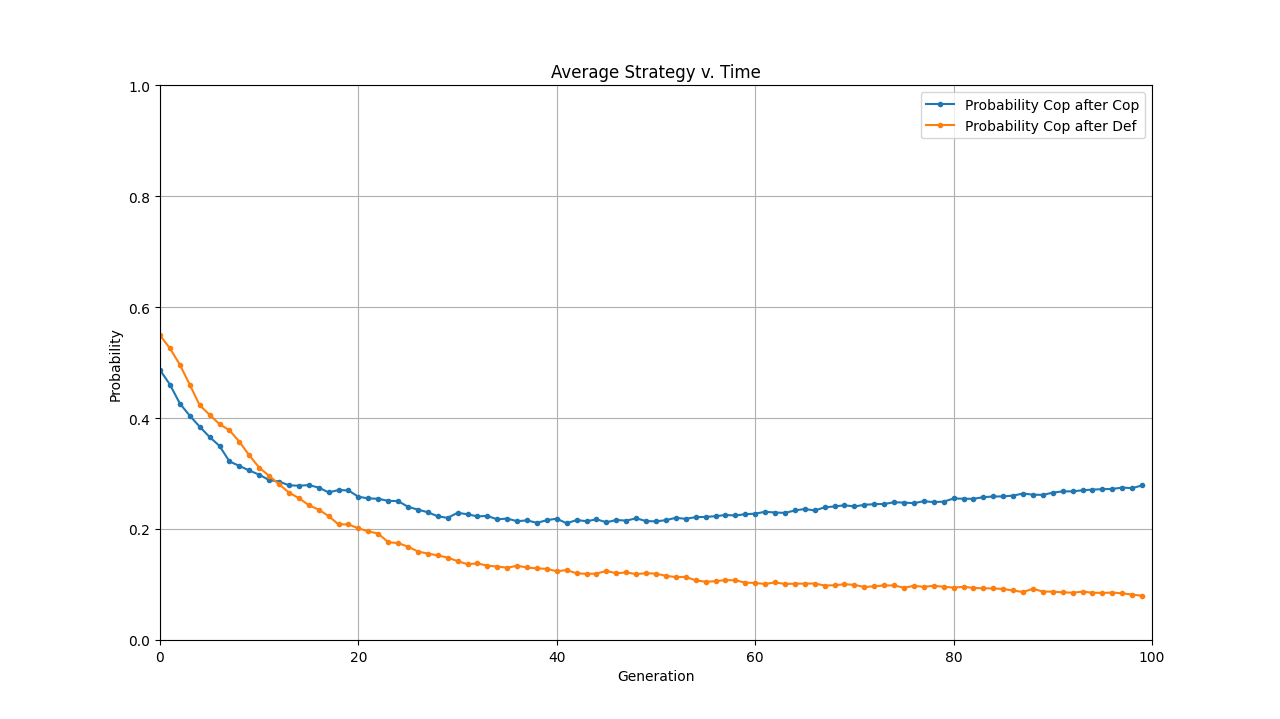 Average Strategy v. Time
1.0
0.8
0.6
0.4
0.2
0.0
Probability
Probability Cop after Cop
Probability Cop after Def
0 20 40 60 80 100
Generation